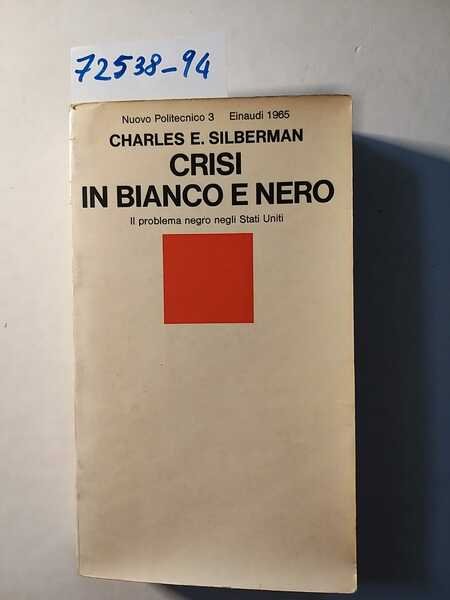 72538-94
Nuovo Politecnico 3 Einaudi 1965
CHARLES E. SILBERMAN
CRISI
IN BIANCO E NERO
Il problema negro negli Stati Uniti